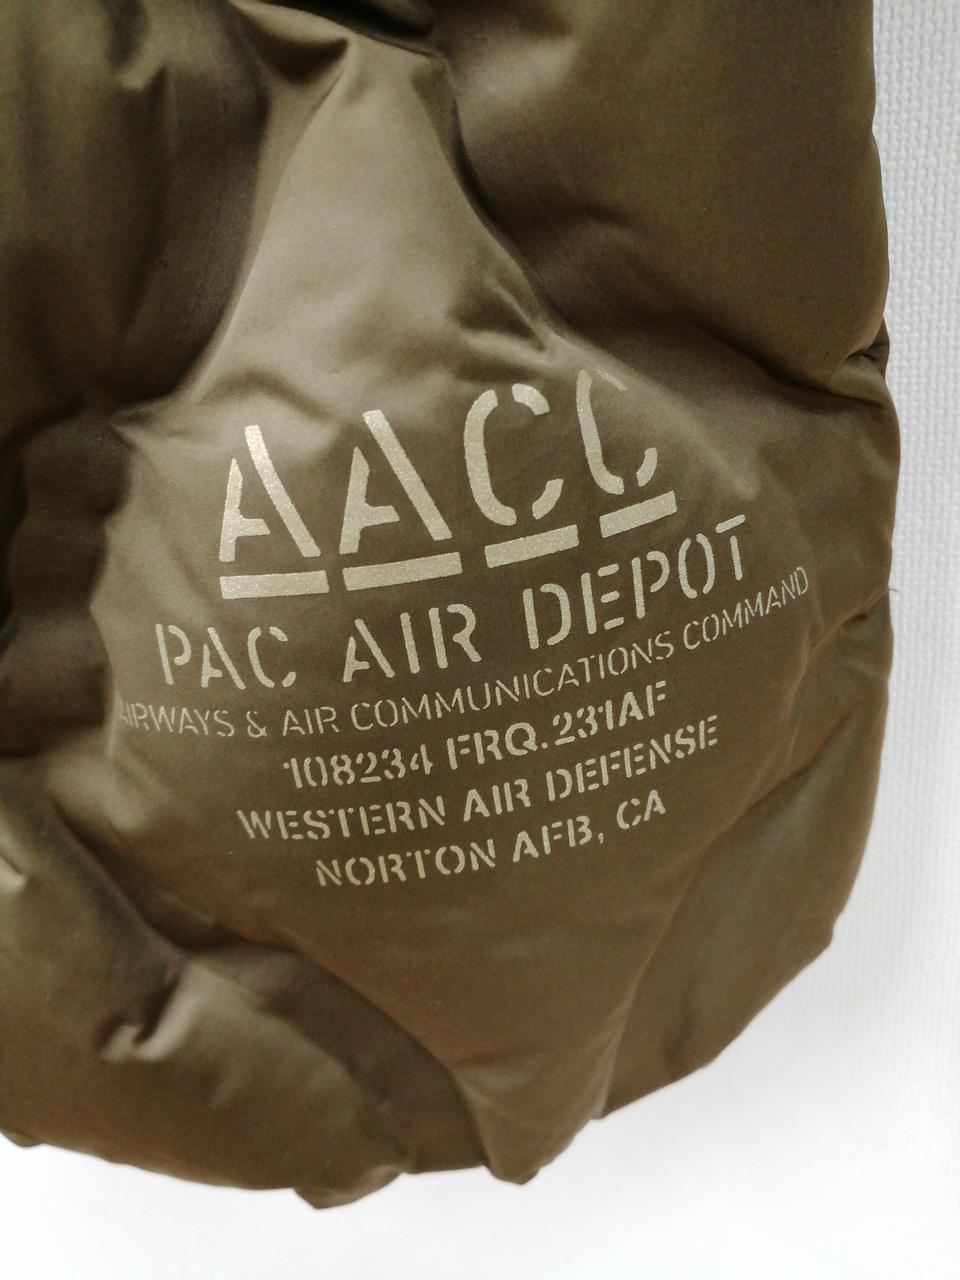 AACC
PAC AIR DEPOT
AIRWAYS & AIR COMMUNICATIONS COMMAND
108234 FRQ.231AF
WESTERN AIR DEFENSE
NORTON AFB, CA